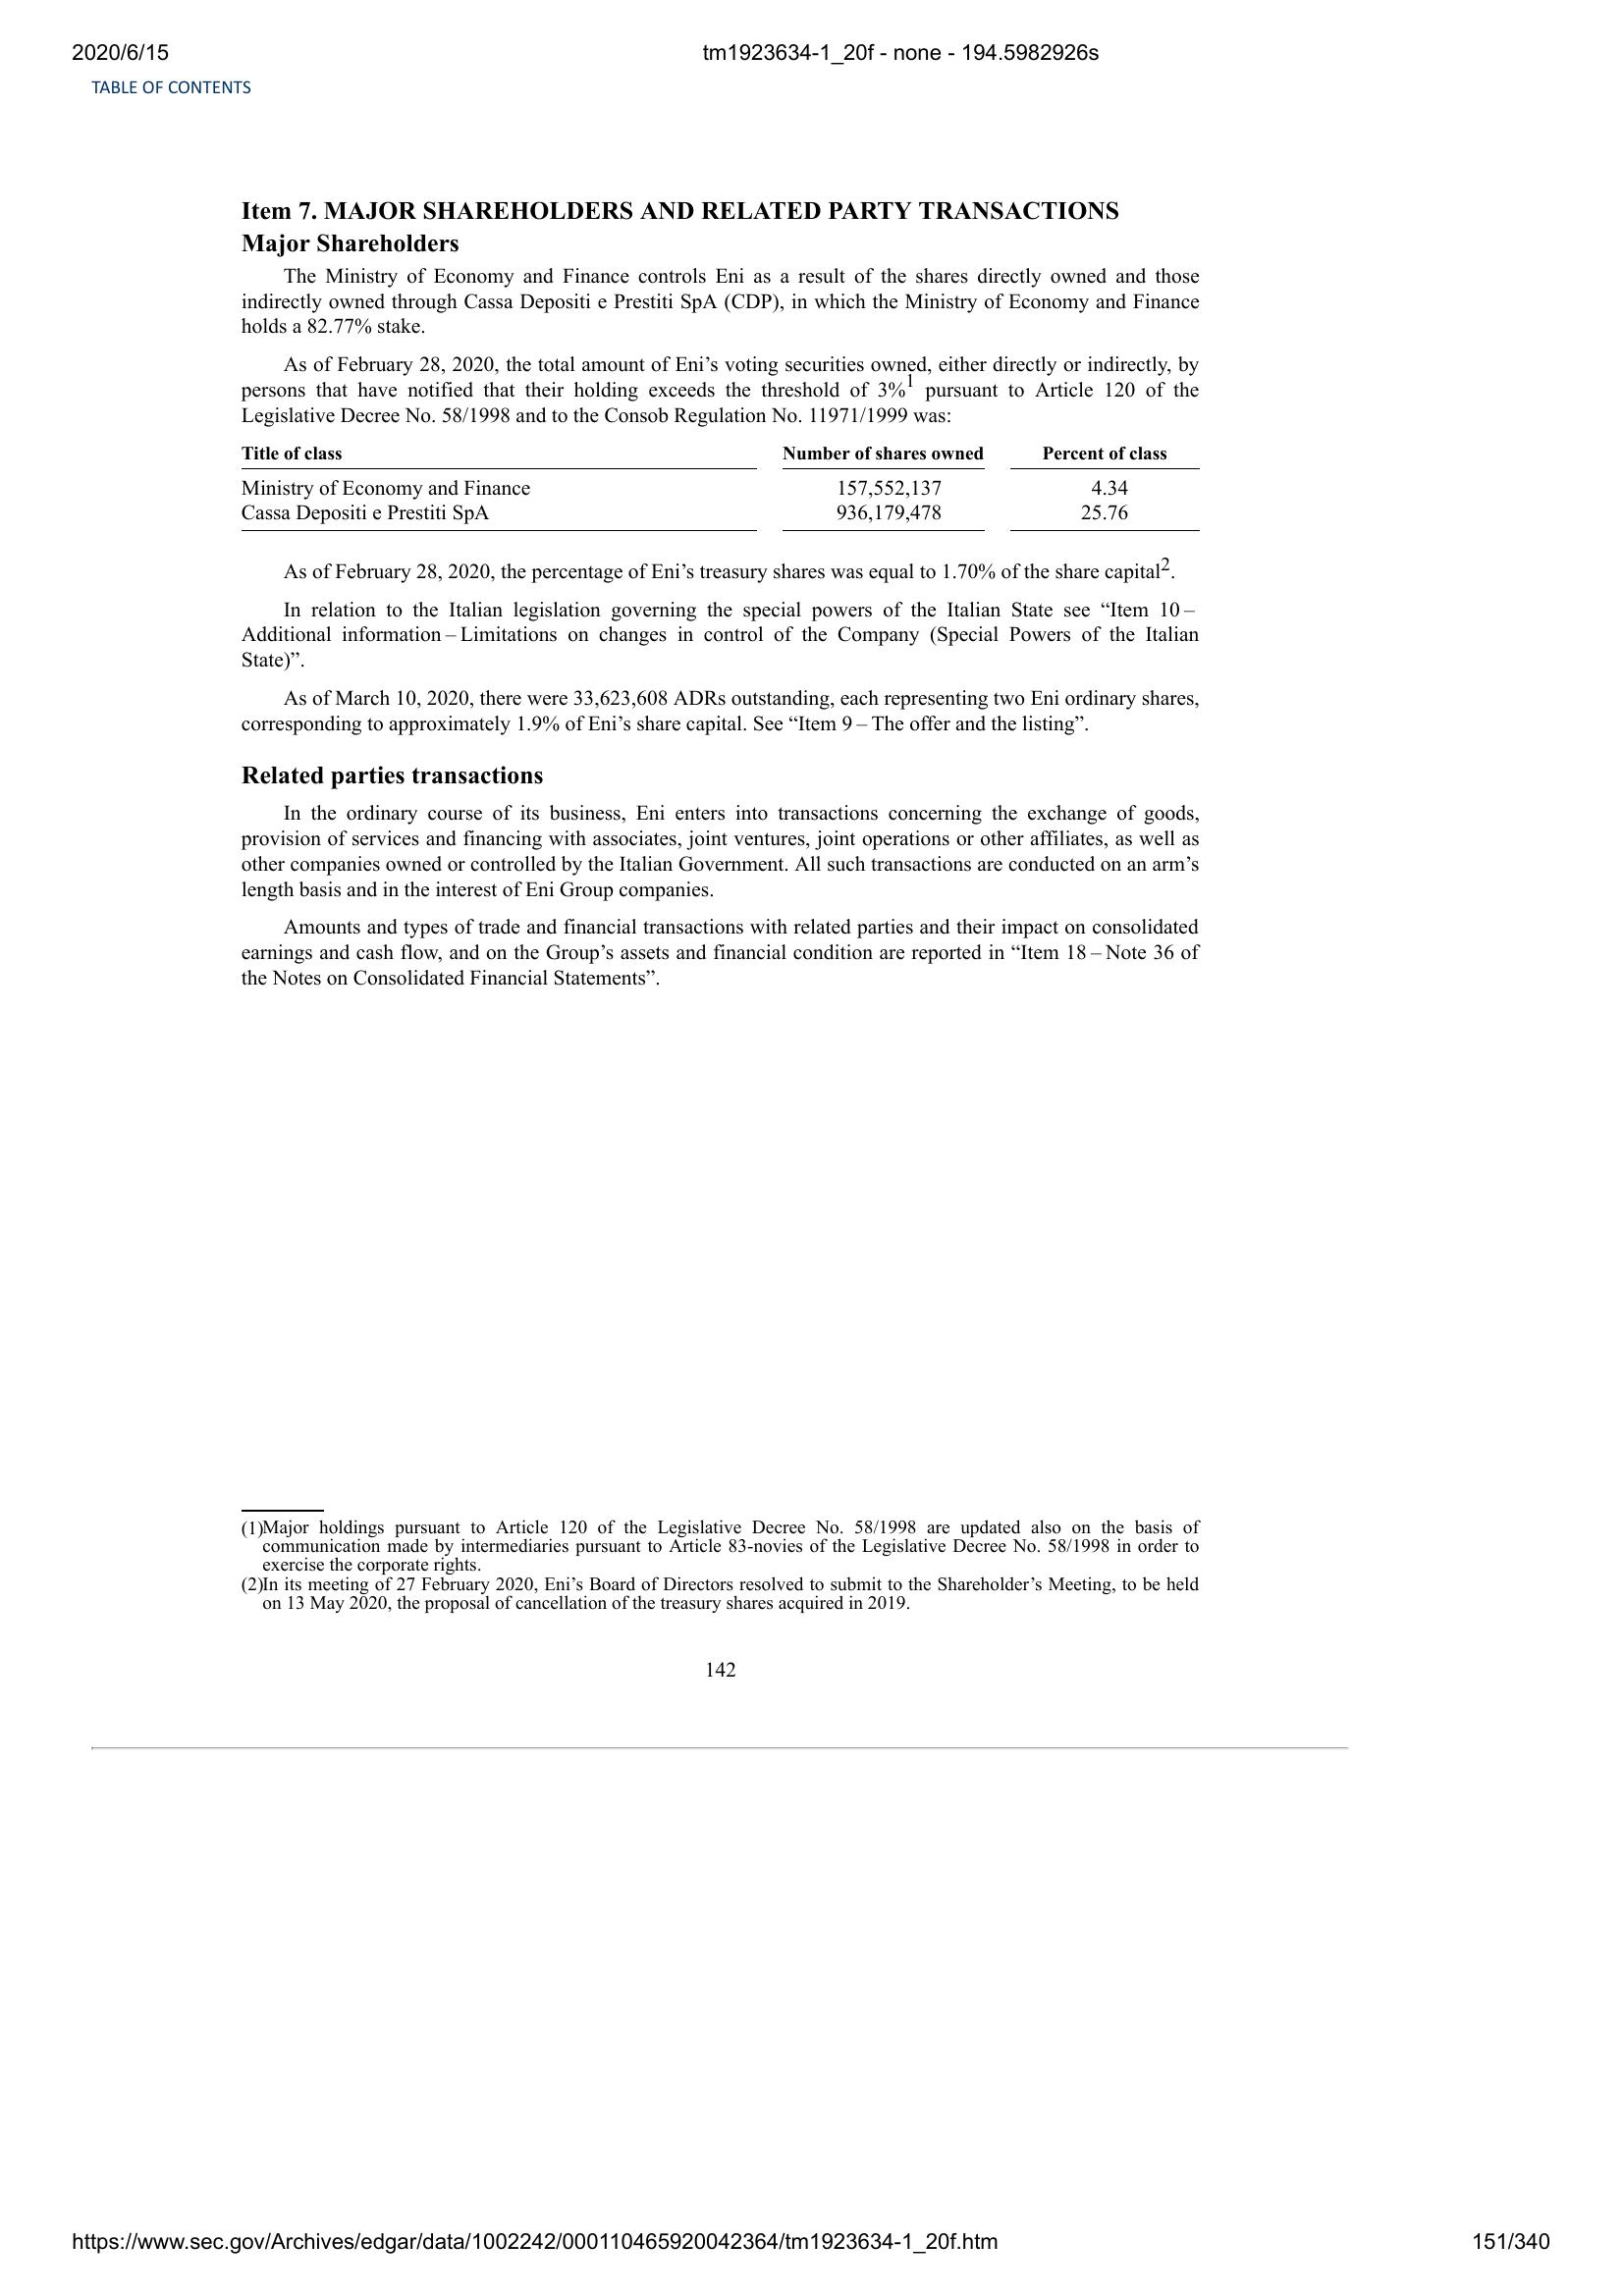 2020/6/15 tm1923634-1_20f - none - 194.5982926s
TABLE OF CONTENTS
Item 7. MAJOR SHAREHOLDERS AND RELATED PARTY TRANSACTIONS
Major Shareholders
The Ministry of Economy and Finance controls Eni as a result of the shares directly owned and those
indirectly owned through Cassa Depositi e Prestiti SpA (CDP), in which the Ministry of Economy and Finance
holds a 82.77% stake.
As of February 28, 2020, the total amount of Eni’s voting securities owned, either directly or indirectly, by
persons that have notified that their holding exceeds the threshold of 3%1 pursuant to Article 120 of the
Legislative Decree No. 58/1998 and to the Consob Regulation No. 11971/1999 was:
Title of class Number of shares owned Percent of class
Ministry of Economy and Finance 157,552,137 4.34
Cassa Depositi e Prestiti SpA 936,179,478 25.76
As of February 28, 2020, the percentage of Eni’s treasury shares was equal to 1.70% of the share capital2.
In relation to the Italian legislation governing the special powers of the Italian State see “Item 10 –
Additional information – Limitations on changes in control of the Company (Special Powers of the Italian
State)”.
As of March 10, 2020, there were 33,623,608 ADRs outstanding, each representing two Eni ordinary shares,
corresponding to approximately 1.9% of Eni’s share capital. See “Item 9 – The offer and the listing”.
Related parties transactions
In the ordinary course of its business, Eni enters into transactions concerning the exchange of goods,
provision of services and financing with associates, joint ventures, joint operations or other affiliates, as well as
other companies owned or controlled by the Italian Government. All such transactions are conducted on an arm’s
length basis and in the interest of Eni Group companies.
Amounts and types of trade and financial transactions with related parties and their impact on consolidated
earnings and cash flow, and on the Group’s assets and financial condition are reported in “Item 18 – Note 36 of
the Notes on Consolidated Financial Statements”.
(1)Major holdings pursuant to Article 120 of the Legislative Decree No. 58/1998 are updated also on the basis of
communication made by intermediaries pursuant to Article 83-novies of the Legislative Decree No. 58/1998 in order to
exercise the corporate rights.
(2)In its meeting of 27 February 2020, Eni’s Board of Directors resolved to submit to the Shareholder’s Meeting, to be held
on 13 May 2020, the proposal of cancellation of the treasury shares acquired in 2019.
142
https://www.sec.gov/Archives/edgar/data/1002242/000110465920042364/tm1923634-1_20f.htm 151/340